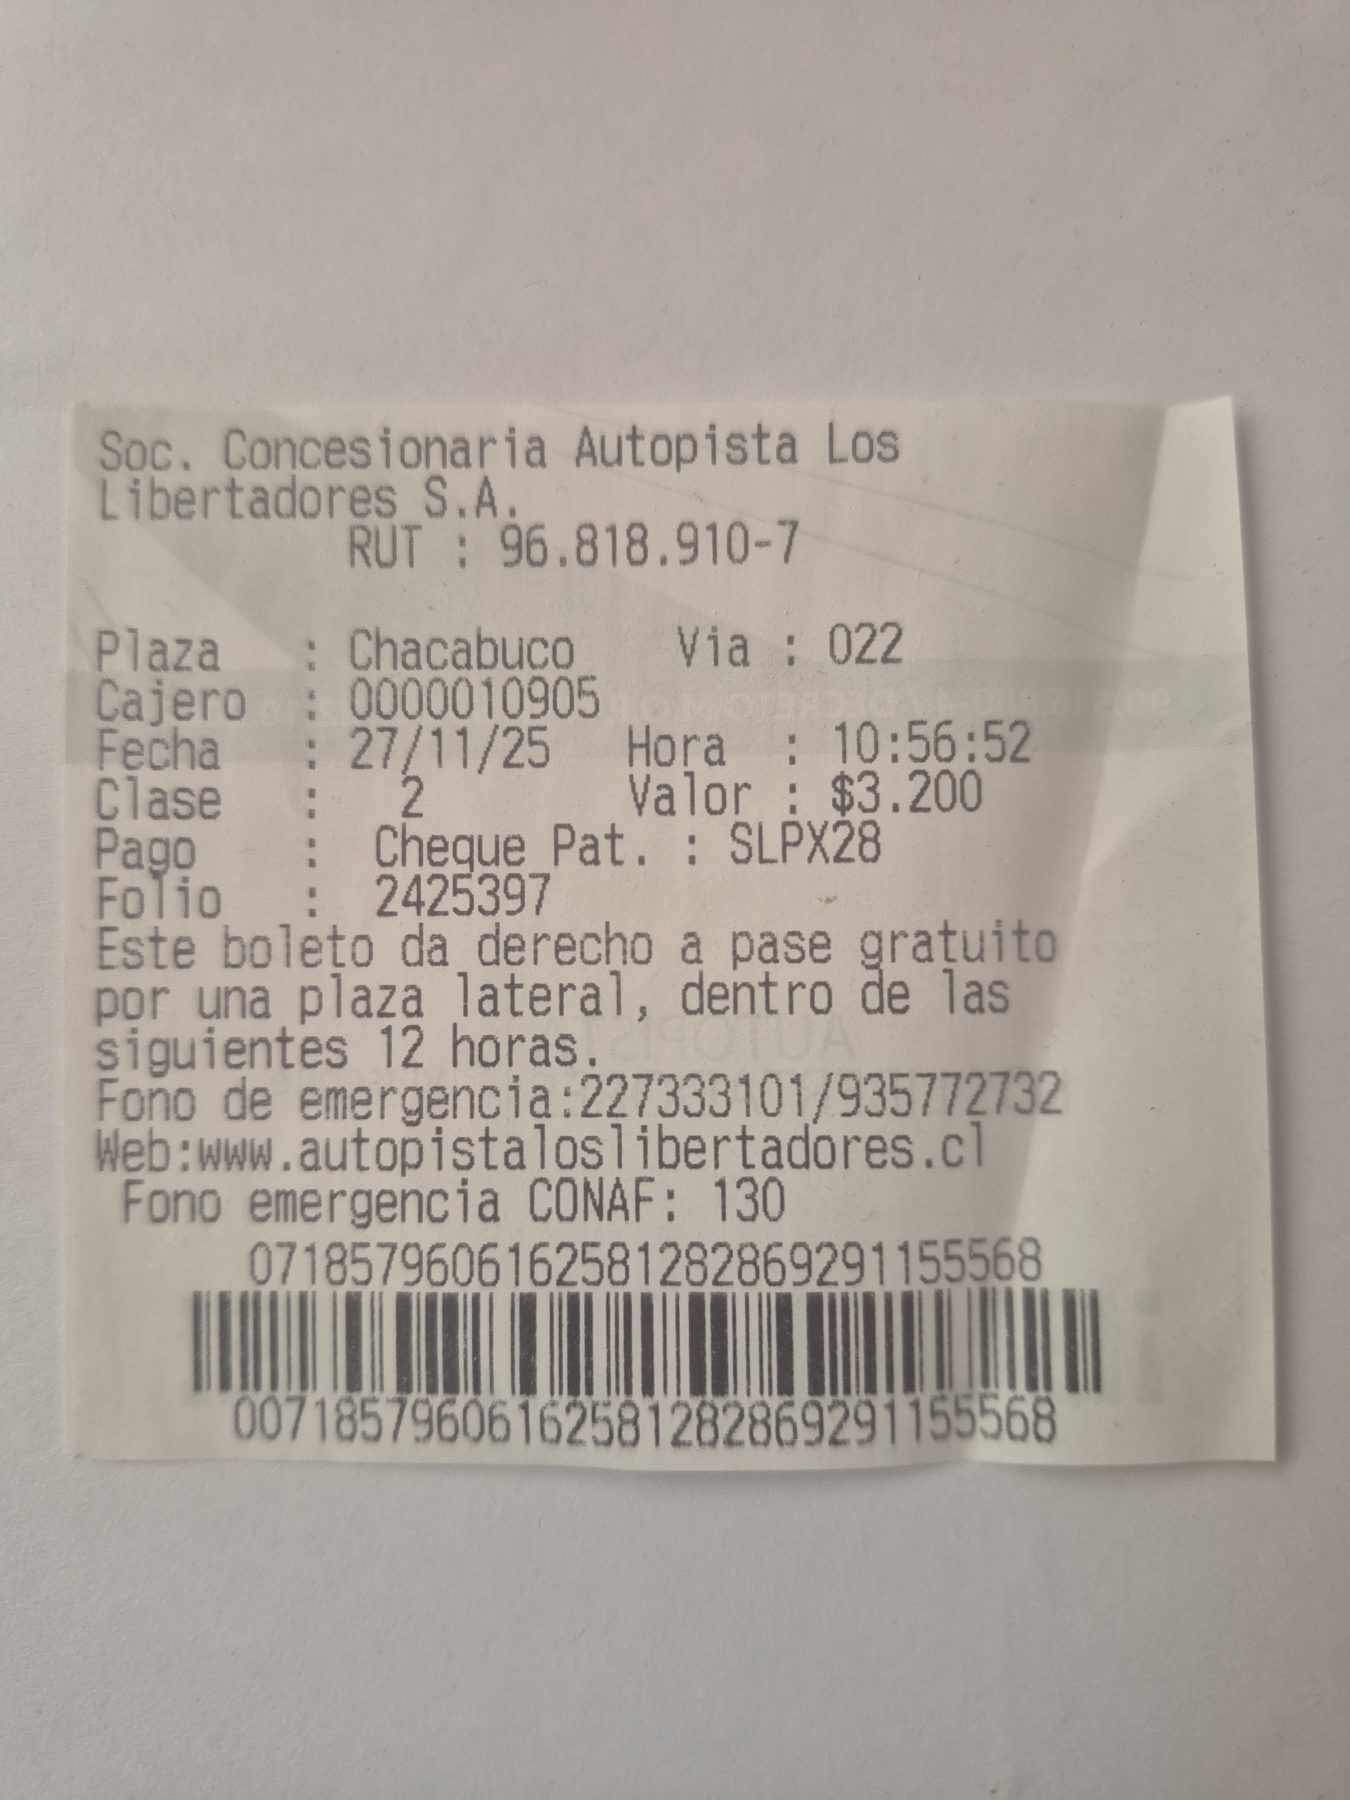 Soc. Concesionaria Autopista Los
Libertadores S.A.
RUT : 96.818.910-7
Plaza : Chacabuco Via : 022
Cajero : 0000010905
Fecha : 27/11/25 Hora : 10:56:52
Clase : 2 Valor : $3.200
Pago : Cheque Pat. : SLPX28
Folio : 2425397
Este boleto da derecho a pase gratuito
por una plaza lateral, dentro de las
siguientes 12 horas.
Fono de emergencia:227333101/935772732
Web:www.autopistaloslibertadores.cl
Fono emergencia CONAF: 130
0718579606162581282869291155568
00718579606162581282869291155568